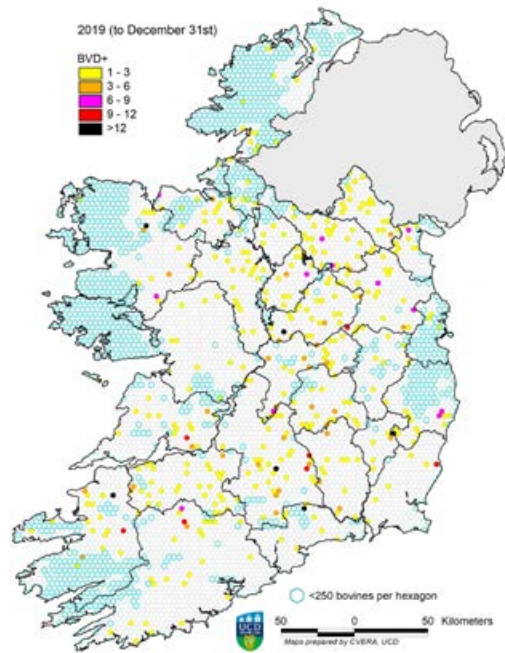 2019 (to December 31st)
BVD+
1 - 3
3 - 6
6 - 9
9 - 12
>12
<250 bovines per hexagon
50 0 50 Kilometers
UCD
Maps prepared by CVERA, UCD